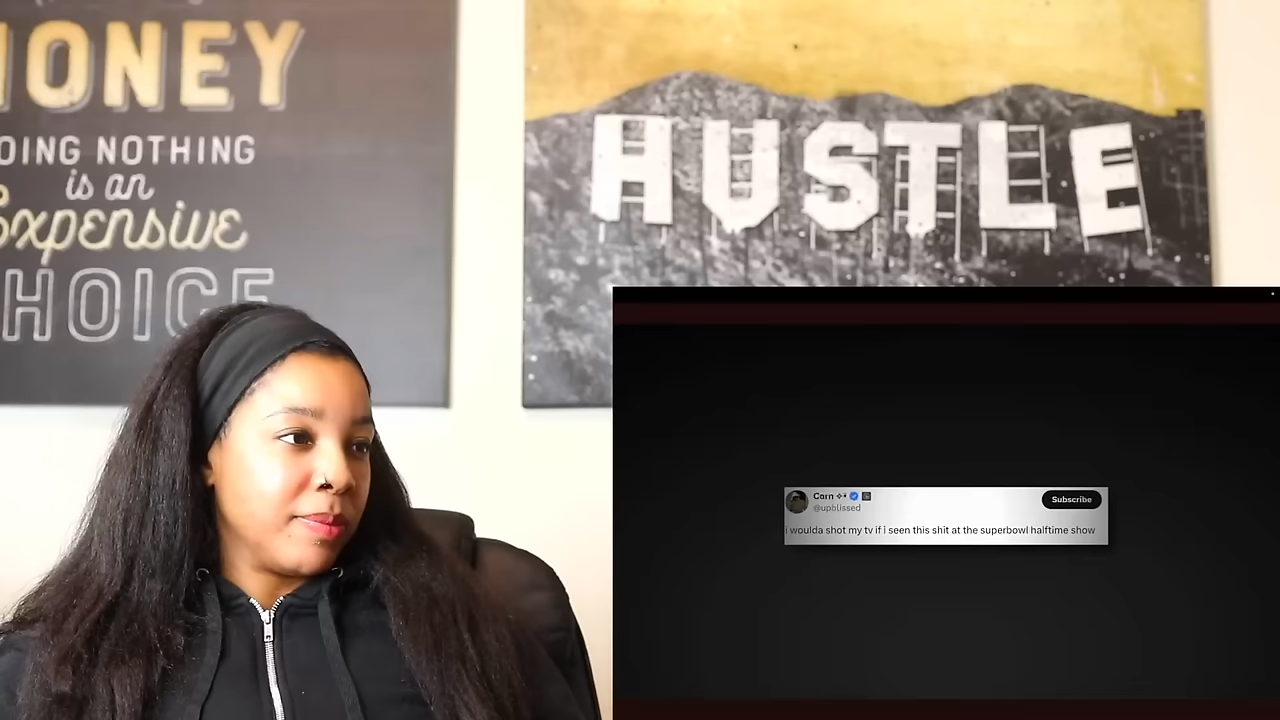 MONEY
DOING NOTHING
is an
Expensive
CHOICE
HUSTLE
Carn
@upblissed
Subscribe
i woulda shot my tv if i seen this shit at the superbowl halftime show